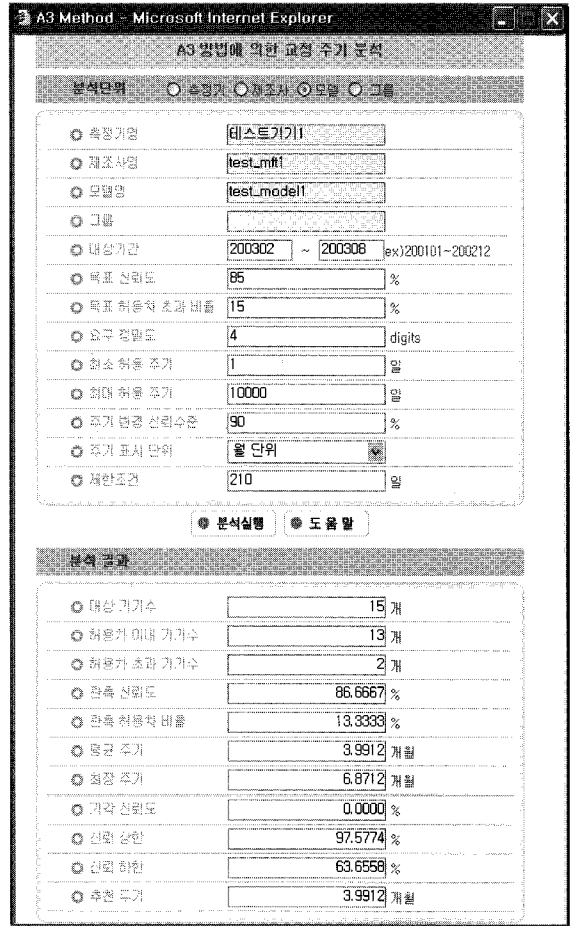 A3 Method - Microsoft Internet Explorer
A3 방법에 의한 교정 주기 분석
분석단위 측정기 제조사 모델 그룹
측정기명 테스트기기1
제조사명 test_mft1
모델명 test_model1
그룹
대상기간 200302 ~ 200308 ex)200101~200212
목표 신뢰도 85 %
목표 허용차 초과 비율 15 %
요구 정밀도 4 digits
최소 허용 주기 1 일
최대 허용 주기 10000 일
주기 변경 신뢰수준 90 %
주기 표시 단위 월 단위
제한조건 210 일
분석실행 도움말
분석 결과
대상 기기수 15 개
허용차 이내 기기수 13 개
허용차 초과 기기수 2 개
관측 신뢰도 86.6667 %
관측 허용차 비율 13.3333 %
평균 주기 3.9912 개월
최장 주기 6.8712 개월
기각 신뢰도 0.0000 %
신뢰 상한 97.5774 %
신뢰 하한 63.6558 %
추천 주기 3.9912 개월